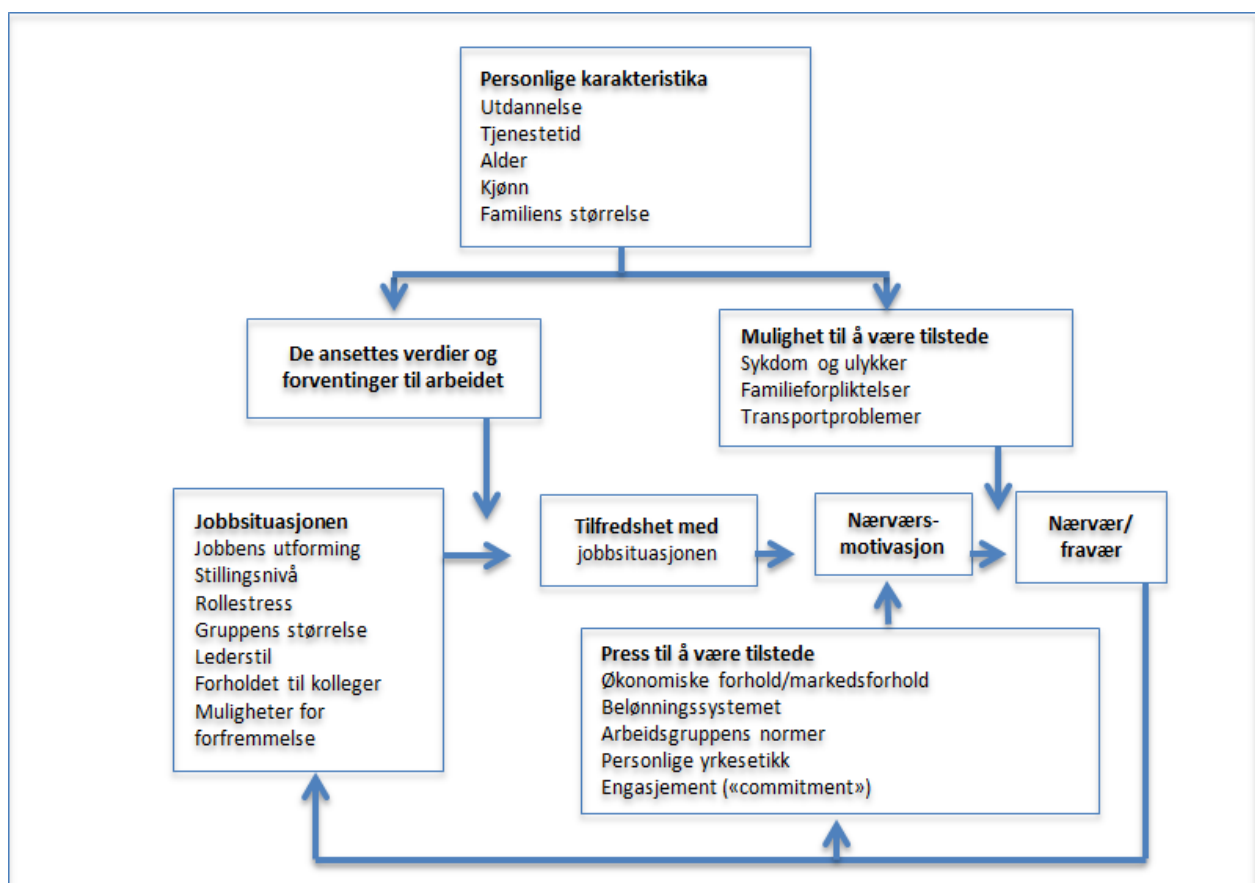 Personlige karakteristika
Utdannelse
Tjenestetid
Alder
Kjønn
Familiens størrelse
De ansettes verdier og
forventinger til arbeidet
Mulighet til å være tilstede
Sykdom og ulykker
Familieforpliktelser
Transportproblemer
Jobbsituasjonen
Jobbens utforming
Stillingsnivå
Rollestress
Gruppens størrelse
Lederstil
Forholdet til kolleger
Muligheter for
forfremmelse
Tilfredshet med
jobbsituasjonen
Nærværs-
motivasjon
Nærvær/
fravær
Press til å være tilstede
Økonomiske forhold/markedsforhold
Belønningssystemet
Arbeidsgruppens normer
Personlige yrkesetikk
Engasjement («commitment»)